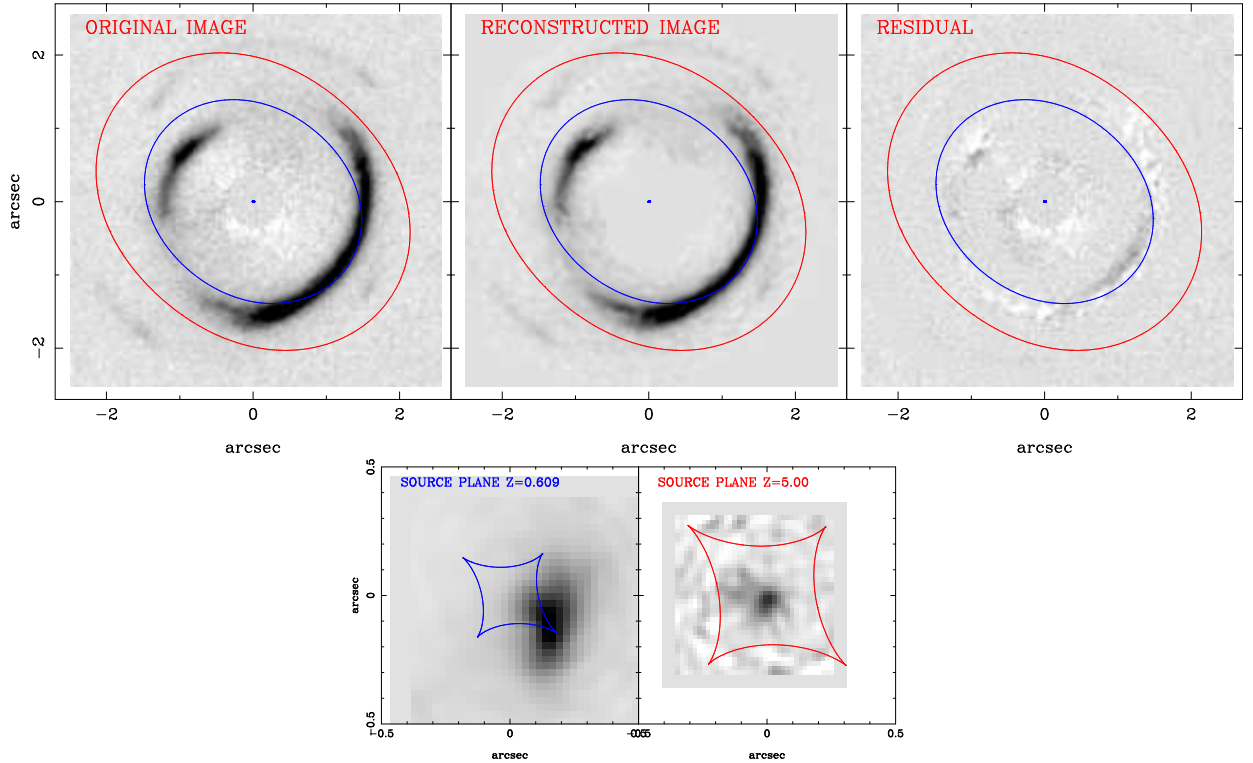 ORIGINAL IMAGE
RECONSTRUCTED IMAGE
RESIDUAL
2
0
−2
arcsec
−2 0 2
−2 0 2
−2 0 2
arcsec
arcsec
arcsec
SOURCE PLANE Z=0.609
SOURCE PLANE Z=5.00
0.5
0
−0.5
arcsec
−0.5 0
0 0.5
arcsec
arcsec